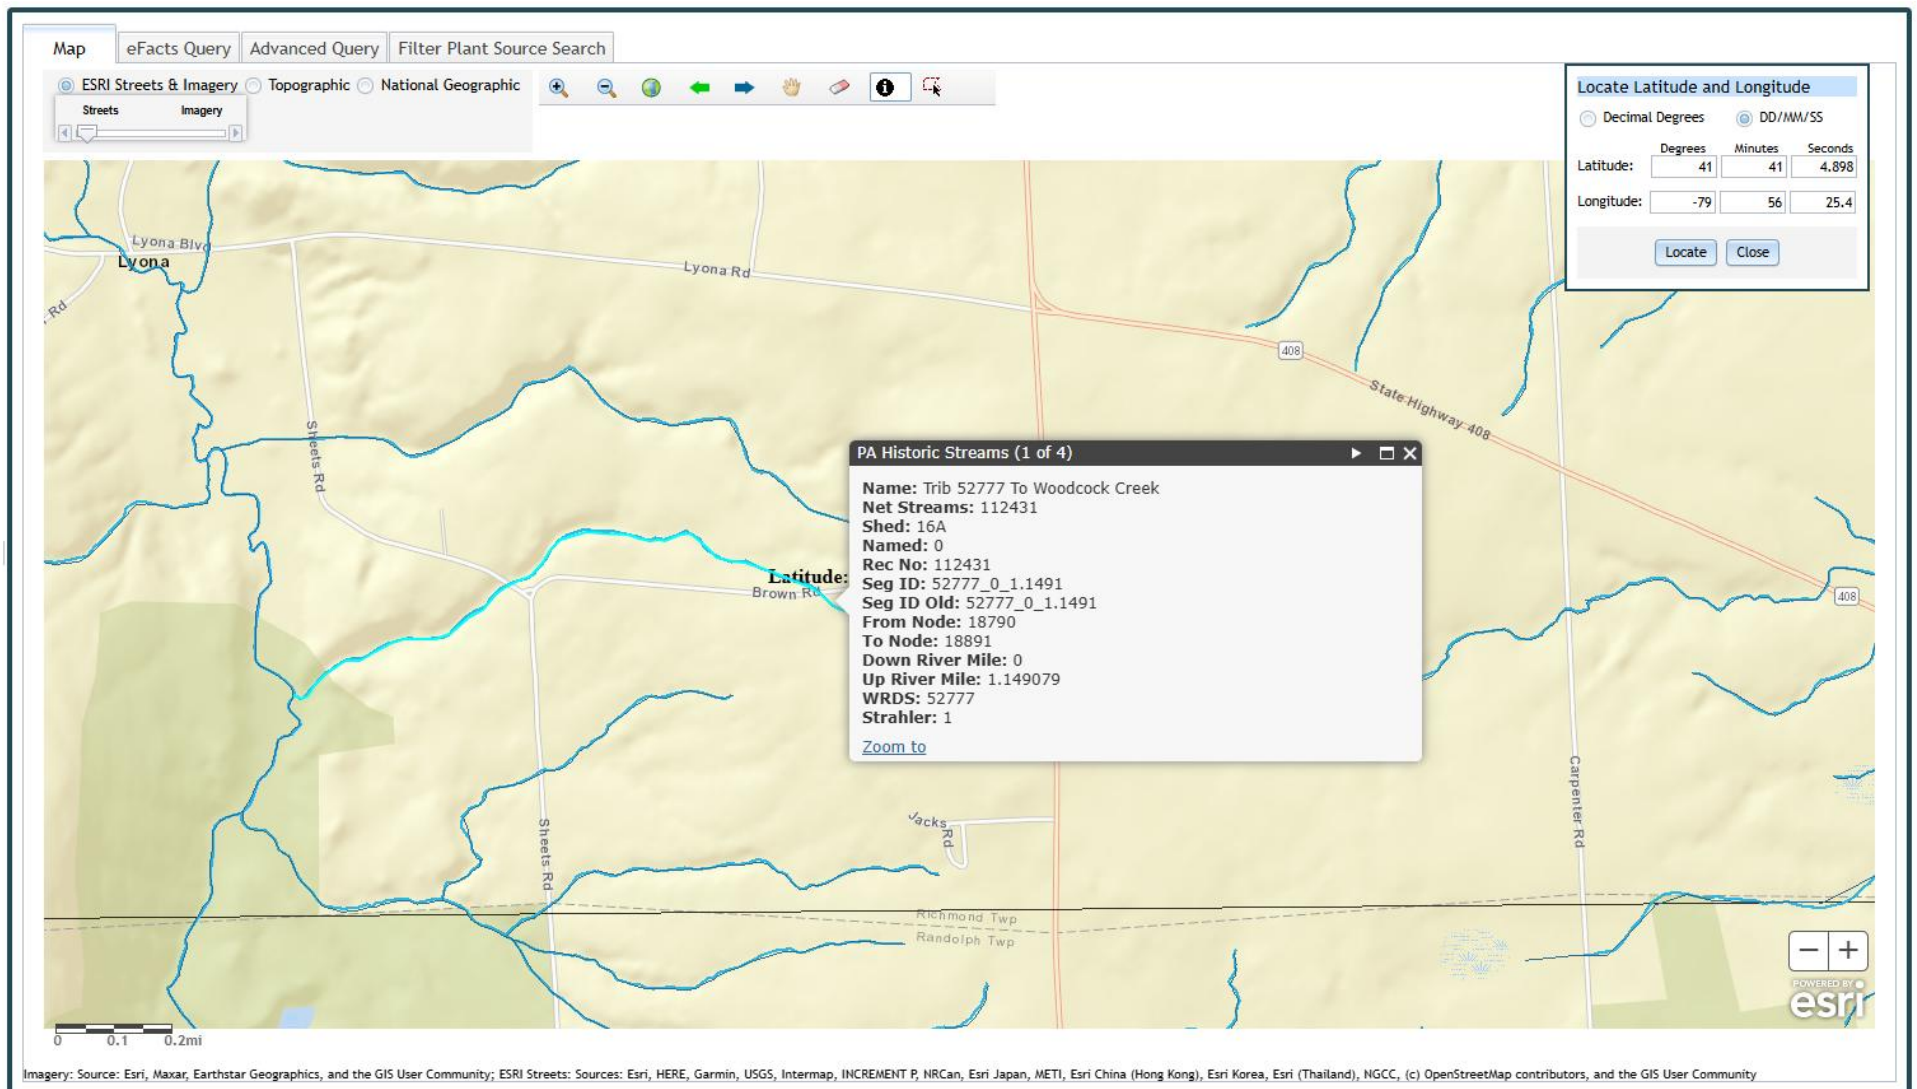 Map eFacts Query Advanced Query Filter Plant Source Search
ESRI Streets & Imagery Topographic National Geographic
Streets Imagery
Locate Latitude and Longitude
Decimal Degrees DD/MM/SS
Degrees Minutes Seconds
Latitude: 41 41 4.898
Longitude: -79 56 25.4
Locate Close
Lyona Blvd
Lyona
Rd
Lyona Rd
408
State Highway 408
Sheets Rd
PA Historic Streams (1 of 4)
Name: Trib 52777 To Woodcock Creek
Net Streams: 112431
Shed: 16A
Named: 0
Rec No: 112431
Seg ID: 52777_0_1.1491
Seg ID Old: 52777_0_1.1491
From Node: 18790
To Node: 18891
Down River Mile: 0
Up River Mile: 1.149079
WRDS: 52777
Strahler: 1
Zoom to
Latitude:
Brown Rd
408
Carpenter Rd
Jacks Rd
Sheets Rd
Richmond Twp
Randolph Twp
POWERED BY
esri
0 0.1 0.2mi
Imagery: Source: Esri, Maxar, Earthstar Geographics, and the GIS User Community; ESRI Streets: Sources: Esri, HERE, Garmin, USGS, Intermap, INCREMENT P, NRCan, Esri Japan, METI, Esri China (Hong Kong), Esri Korea, Esri (Thailand), NGCC, (c) OpenStreetMap contributors, and the GIS User Community